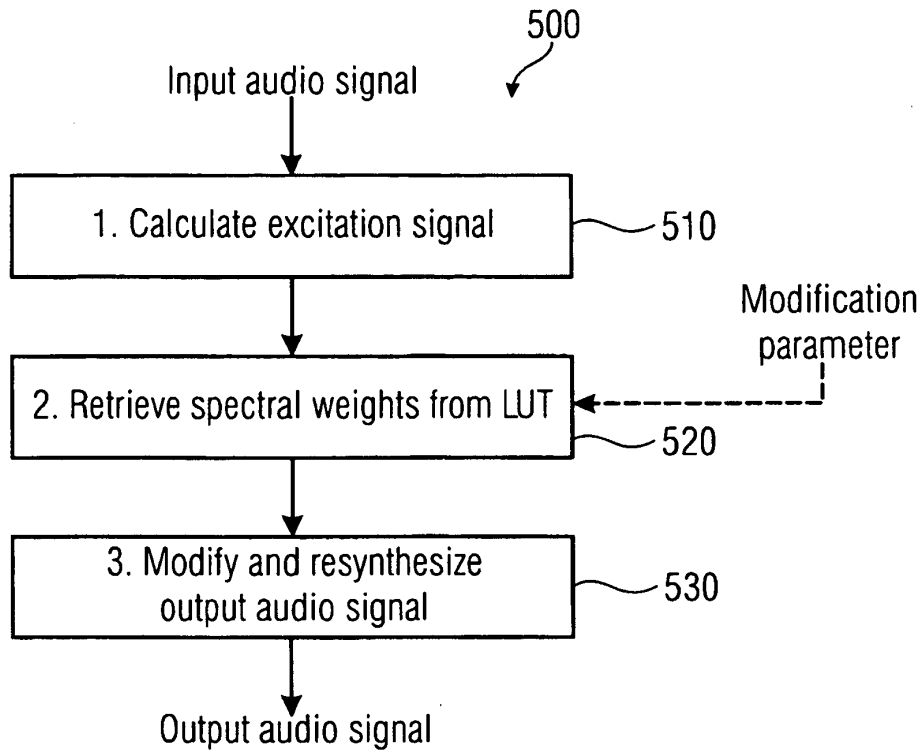 500
Input audio signal
1. Calculate excitation signal
510
Modification
parameter
2. Retrieve spectral weights from LUT
520
3. Modify and resynthesize
output audio signal
530
Output audio signal